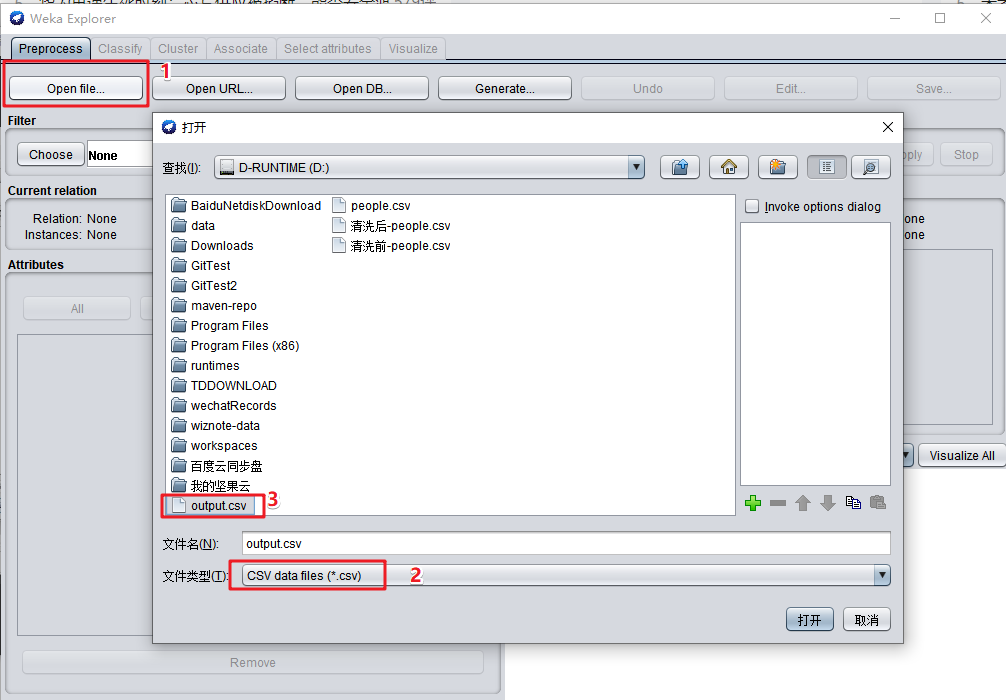 Weka Explorer
Preprocess Classify Cluster Associate Select attributes Visualize
1
Open file... Open URL... Open DB... Generate... Undo Edit... Save...
Filter
Choose None Stop
打开
查找(I): D-RUNTIME (D:)
Current relation
Relation: None
Instances: None
Attributes
All
BaiduNetdiskDownload
data
Downloads
GitTest
GitTest2
maven-repo
Program Files
Program Files (x86)
runtimes
TDDOWNLOAD
wechatRecords
wiznote-data
workspaces
百度云同步盘
我的坚果云
output.csv
3
people.csv
清洗后-people.csv
清洗前-people.csv
Invoke options dialog
文件名(N): output.csv
文件类型(T): CSV data files (*.csv)
2
打开 取消
Visualize All
Remove